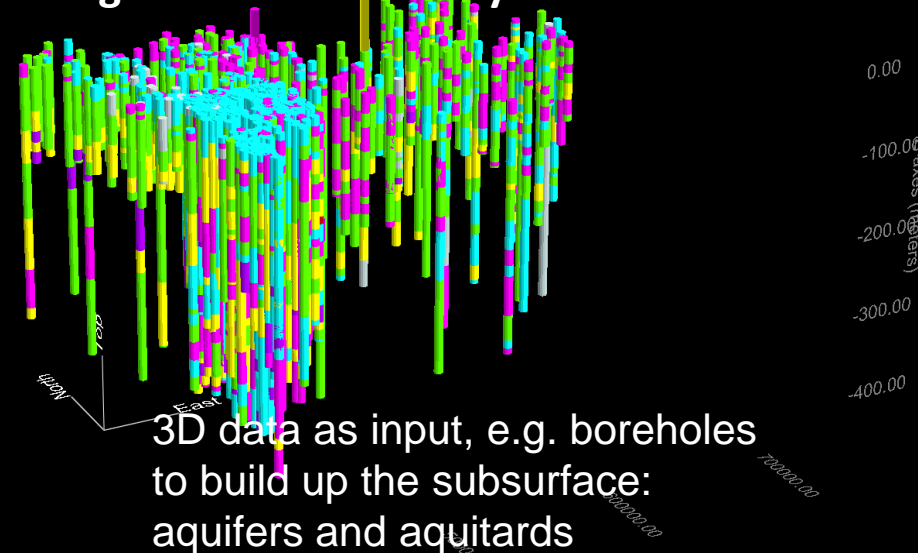 0.00
-100.00
-200.00
-300.00
-400.00
Top
North
East
3D data as input, e.g. boreholes
to build up the subsurface:
aquifers and aquitards
700000.00